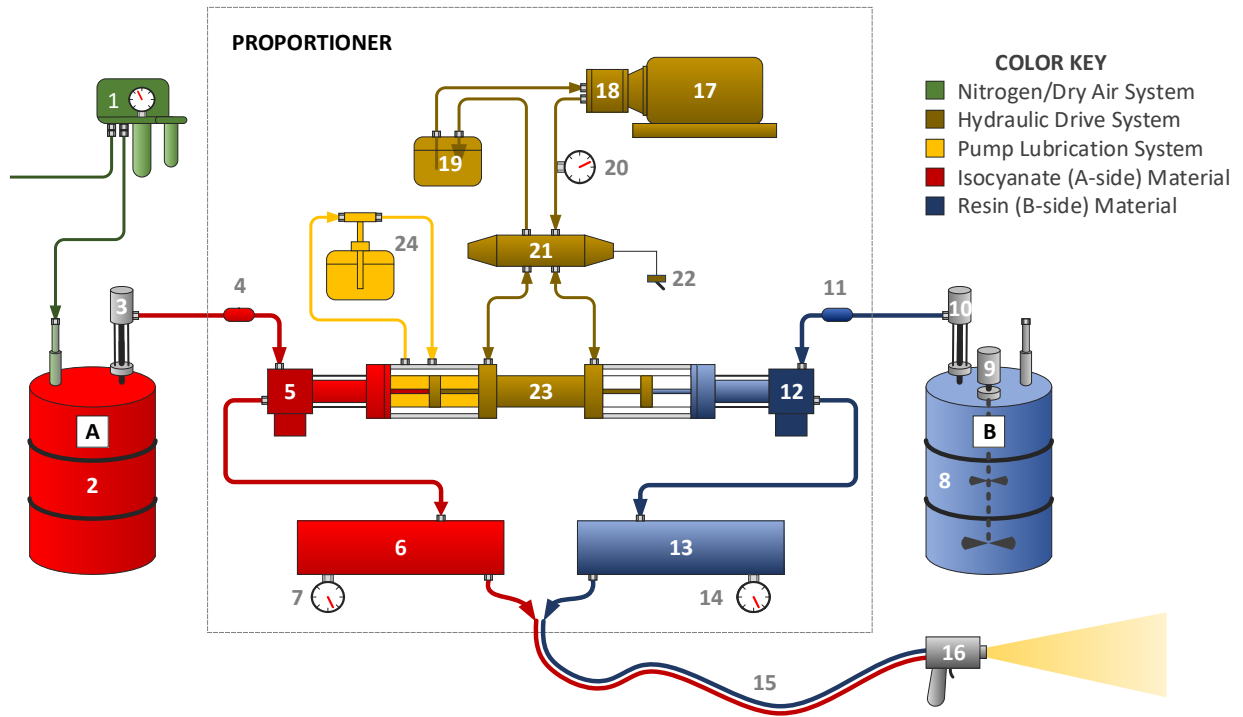 PROPORTIONER
COLOR KEY
Nitrogen/Dry Air System
Hydraulic Drive System
Pump Lubrication System
Isocyanate (A-side) Material
Resin (B-side) Material
1
18
17
19
20
24
21
22
3
4
11
10
9
5
23
12
A
B
2
8
6
13
7
14
16
15